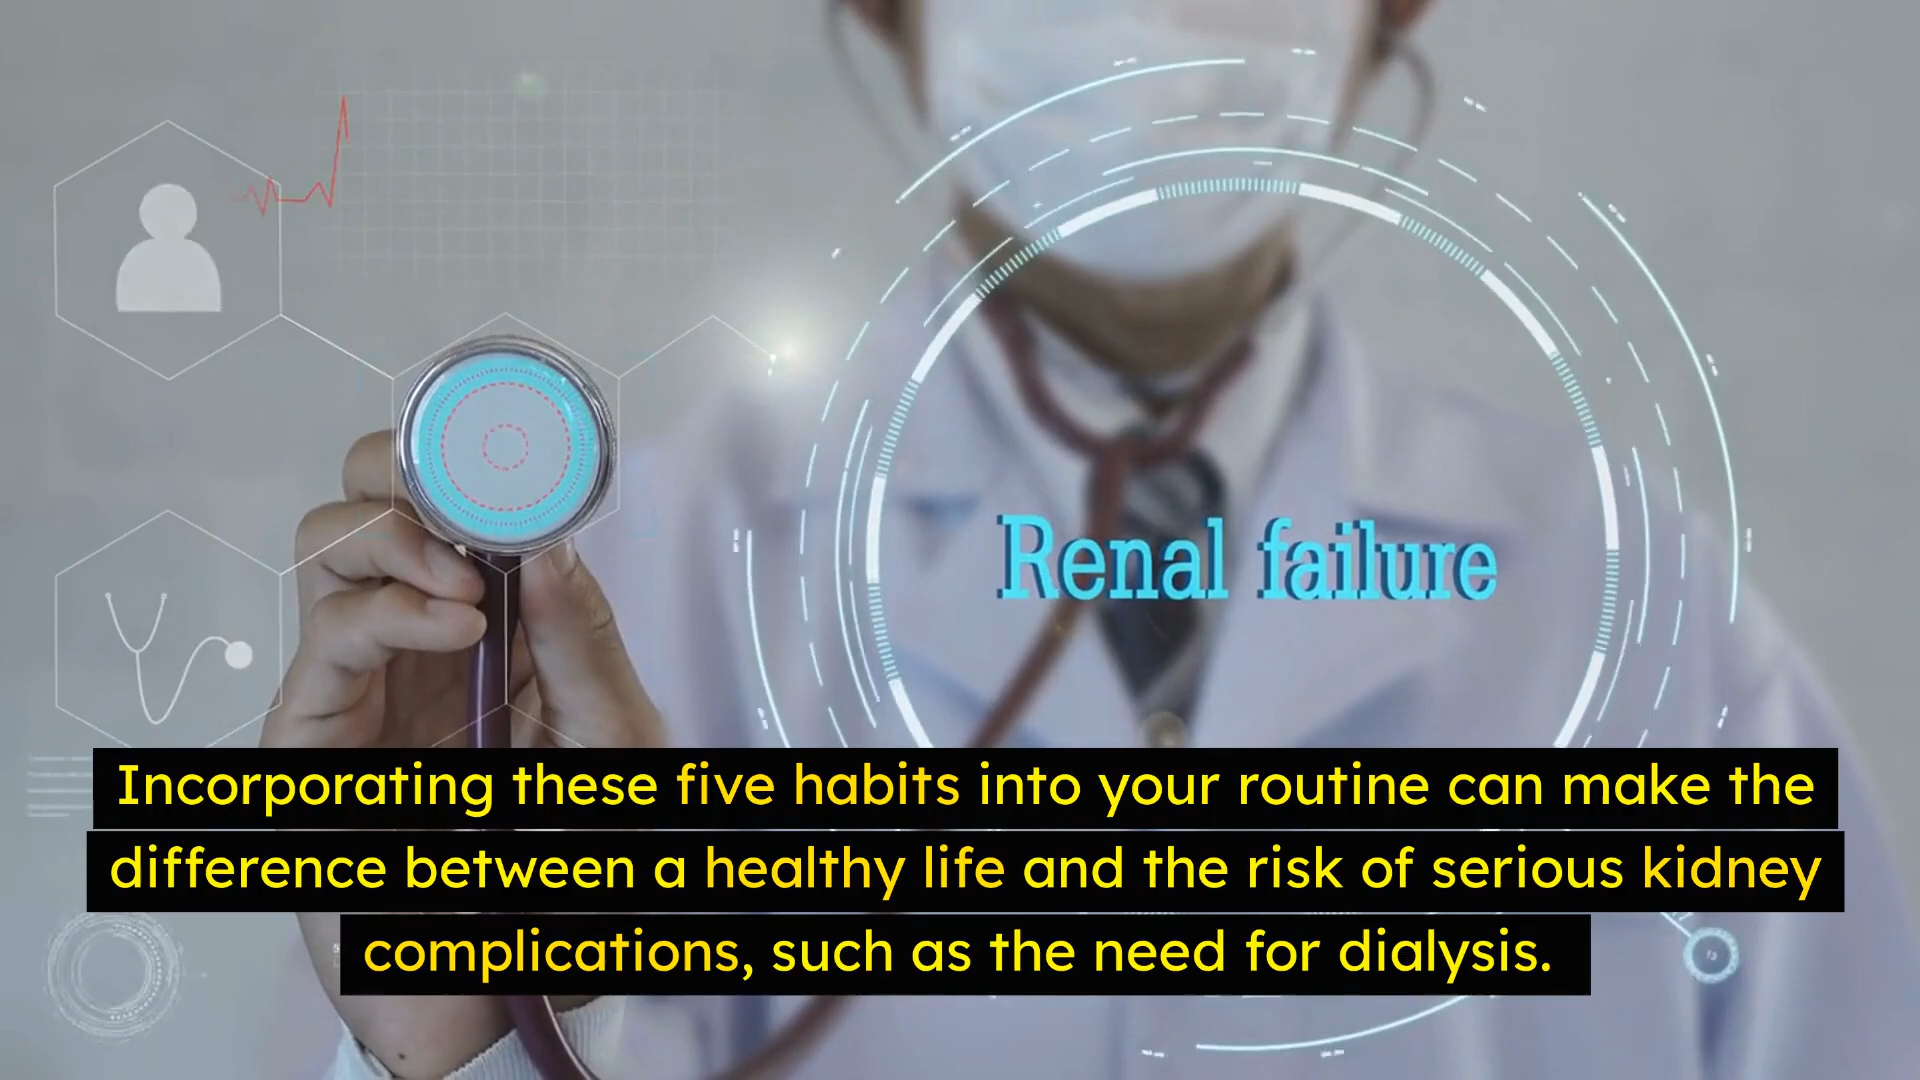 Renal failure
Incorporating these five habits into your routine can make the
difference between a healthy life and the risk of serious kidney
complications, such as the need for dialysis.